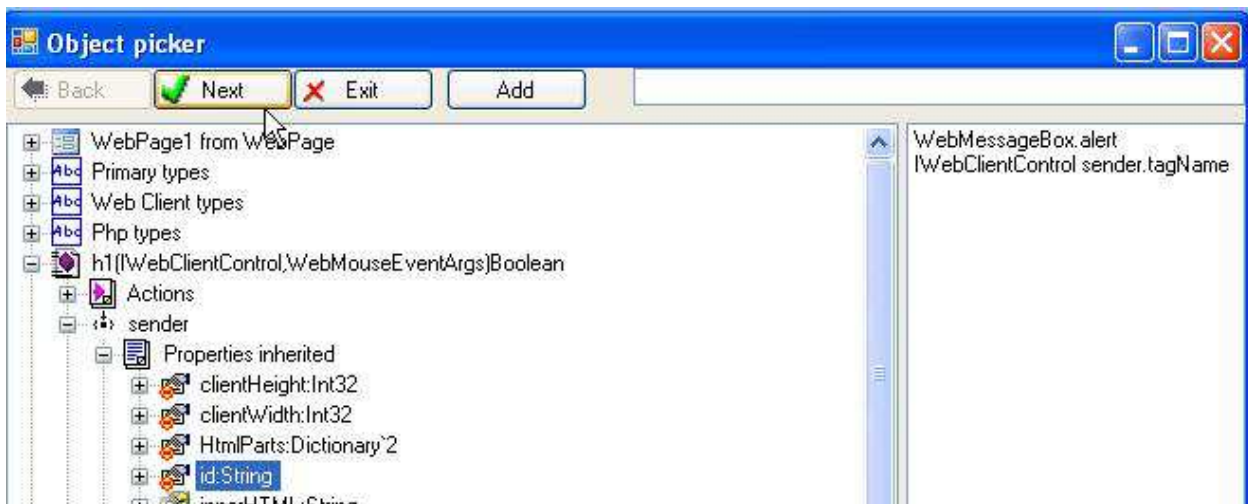 Object picker
Back Next Exit Add
WebPage1 from WebPage
Primary types
Web Client types
Php types
h1(IWebClientControl,WebMouseEventArgs)Boolean
Actions
sender
Properties inherited
clientHeight:Int32
clientWidth:Int32
HtmlParts:Dictionary`2
id:String
innerHTML:String
WebMessageBox.alert
IWebClientControl sender.tagName